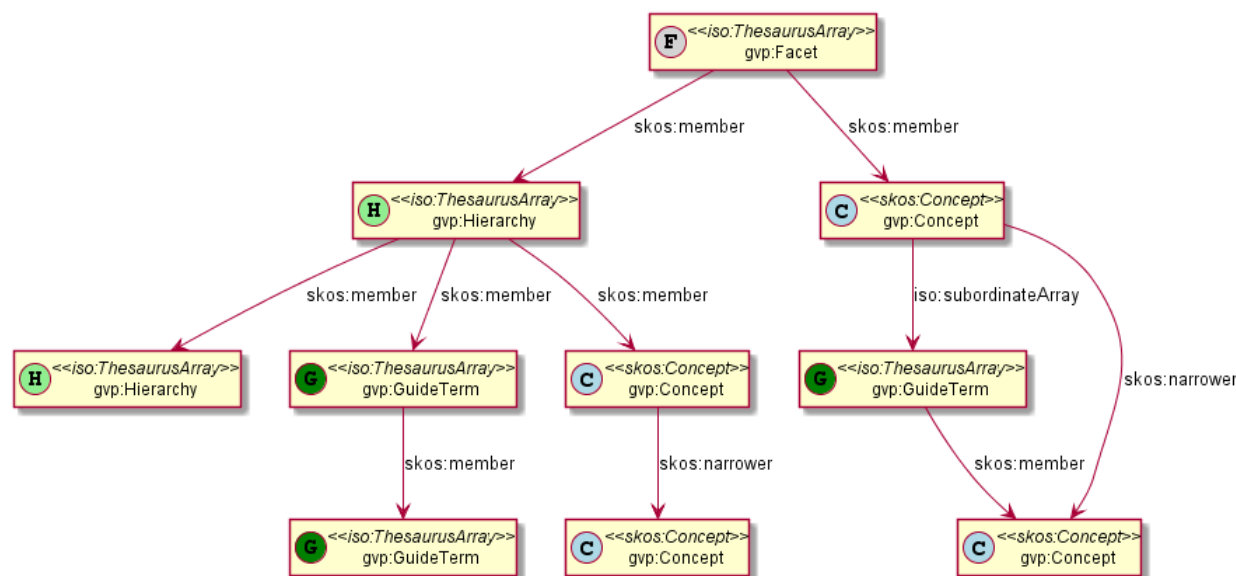 F
<<iso:ThesaurusArray>>
gvp:Facet
skos:member
skos:member
H
<<iso:ThesaurusArray>>
gvp:Hierarchy
C
<<skos:Concept>>
gvp:Concept
skos:member
skos:member
skos:member
iso:subordinateArray
H
<<iso:ThesaurusArray>>
gvp:Hierarchy
G
<<iso:ThesaurusArray>>
gvp:GuideTerm
C
<<skos:Concept>>
gvp:Concept
G
<<iso:ThesaurusArray>>
gvp:GuideTerm
skos:narrower
skos:member
skos:narrower
skos:member
G
<<iso:ThesaurusArray>>
gvp:GuideTerm
C
<<skos:Concept>>
gvp:Concept
C
<<skos:Concept>>
gvp:Concept